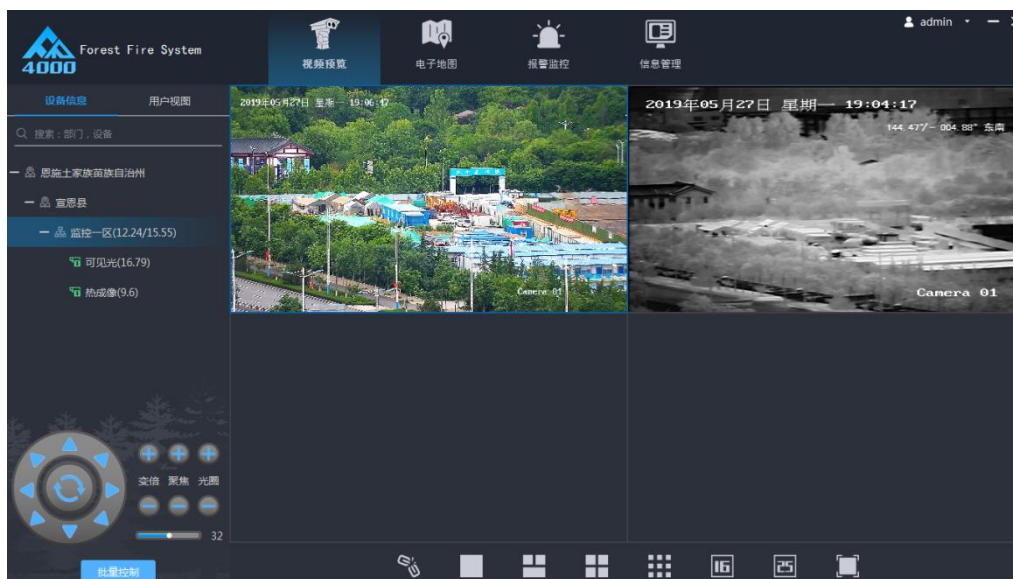 4000
Forest Fire System
视频预览
电子地图
报警监控
信息管理
admin
设备信息
用户视图
搜索：部门，设备
恩施土家族苗族自治州
宣恩县
监控一区(12.24/15.55)
可见光(16.79)
热成像(9.6)
2019年05月27日 星期一 19:06:17
Camera 01
2019年05月27日 星期一 19:04:17
144.47°/- 004.88° 东南
Camera 01
变倍 聚焦 光圈
32
批量控制
16
25